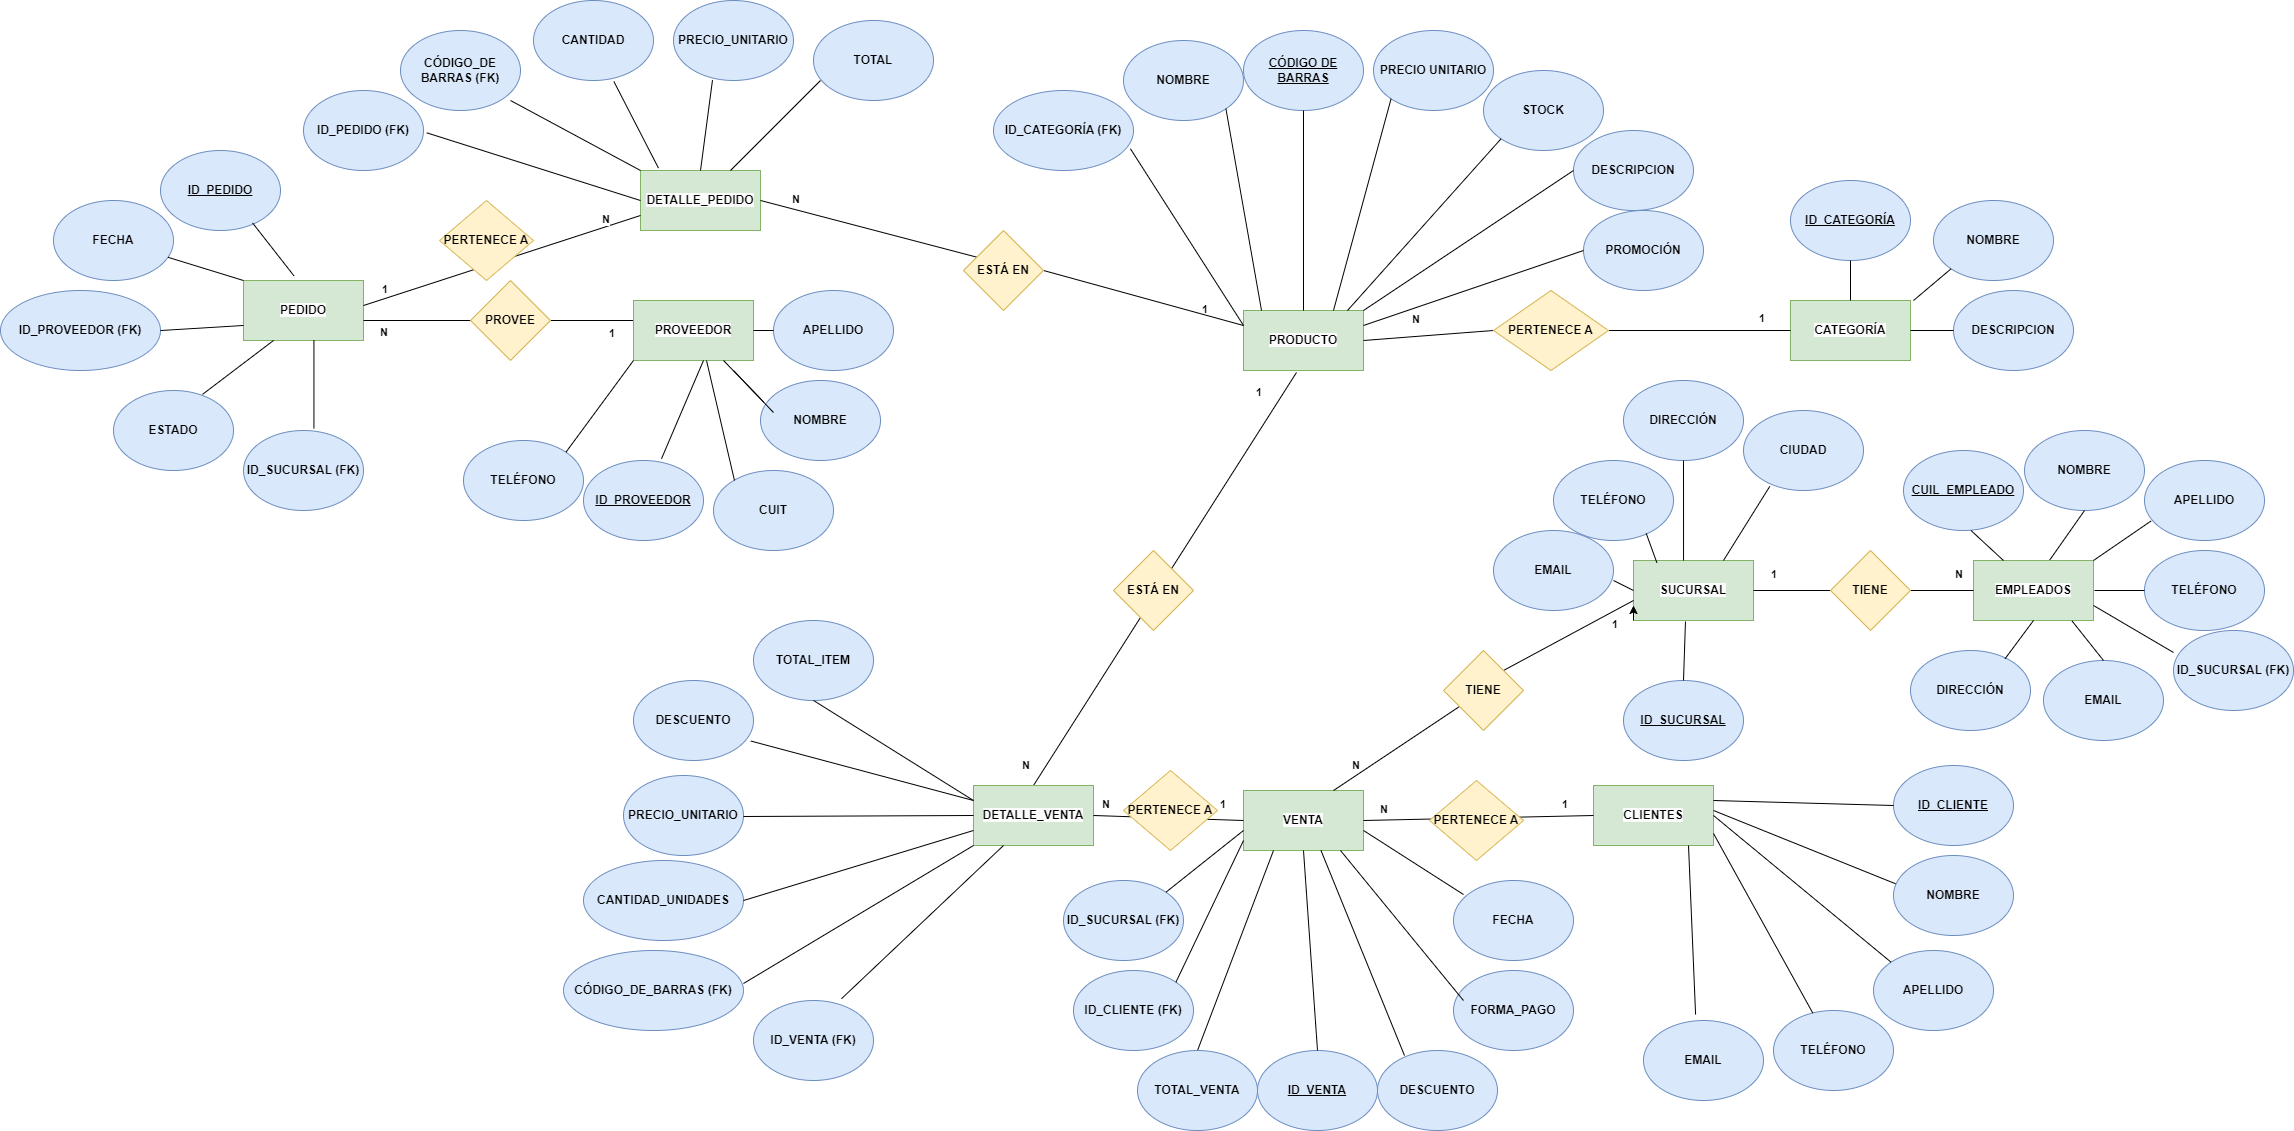 CANTIDAD
PRECIO_UNITARIO
TOTAL
CÓDIGO_DE
BARRAS (FK)
ID_PEDIDO (FK)
DETALLE_PEDIDO
N
ID_PEDIDO
FECHA
PERTENECE A
N
ID_PROVEEDOR (FK)
PEDIDO
1
N
PROVEE
1
PROVEEDOR
APELLIDO
ESTADO
ID_SUCURSAL (FK)
NOMBRE
TELÉFONO
ID_PROVEEDOR
CUIT
ESTÁ EN
1
ID_CATEGORÍA (FK)
NOMBRE
CÓDIGO DE
BARRAS
PRECIO UNITARIO
STOCK
DESCRIPCION
PROMOCIÓN
PRODUCTO
N
PERTENECE A
1
CATEGORÍA
ID_CATEGORÍA
NOMBRE
DESCRIPCION
1
ESTÁ EN
N
DIRECCIÓN
CIUDAD
TELÉFONO
EMAIL
SUCURSAL
1
TIENE
N
EMPLEADOS
CUIL_EMPLEADO
NOMBRE
APELLIDO
TELÉFONO
ID_SUCURSAL (FK)
EMAIL
DIRECCIÓN
1
TIENE
N
ID_SUCURSAL
TOTAL_ITEM
DESCUENTO
PRECIO_UNITARIO
CANTIDAD_UNIDADES
CÓDIGO_DE_BARRAS (FK)
ID_VENTA (FK)
DETALLE_VENTA
N
PERTENECE A
1
VENTA
N
PERTENECE A
1
CLIENTES
ID_CLIENTE
NOMBRE
APELLIDO
TELÉFONO
EMAIL
ID_SUCURSAL (FK)
FECHA
ID_CLIENTE (FK)
FORMA_PAGO
TOTAL_VENTA
ID_VENTA
DESCUENTO